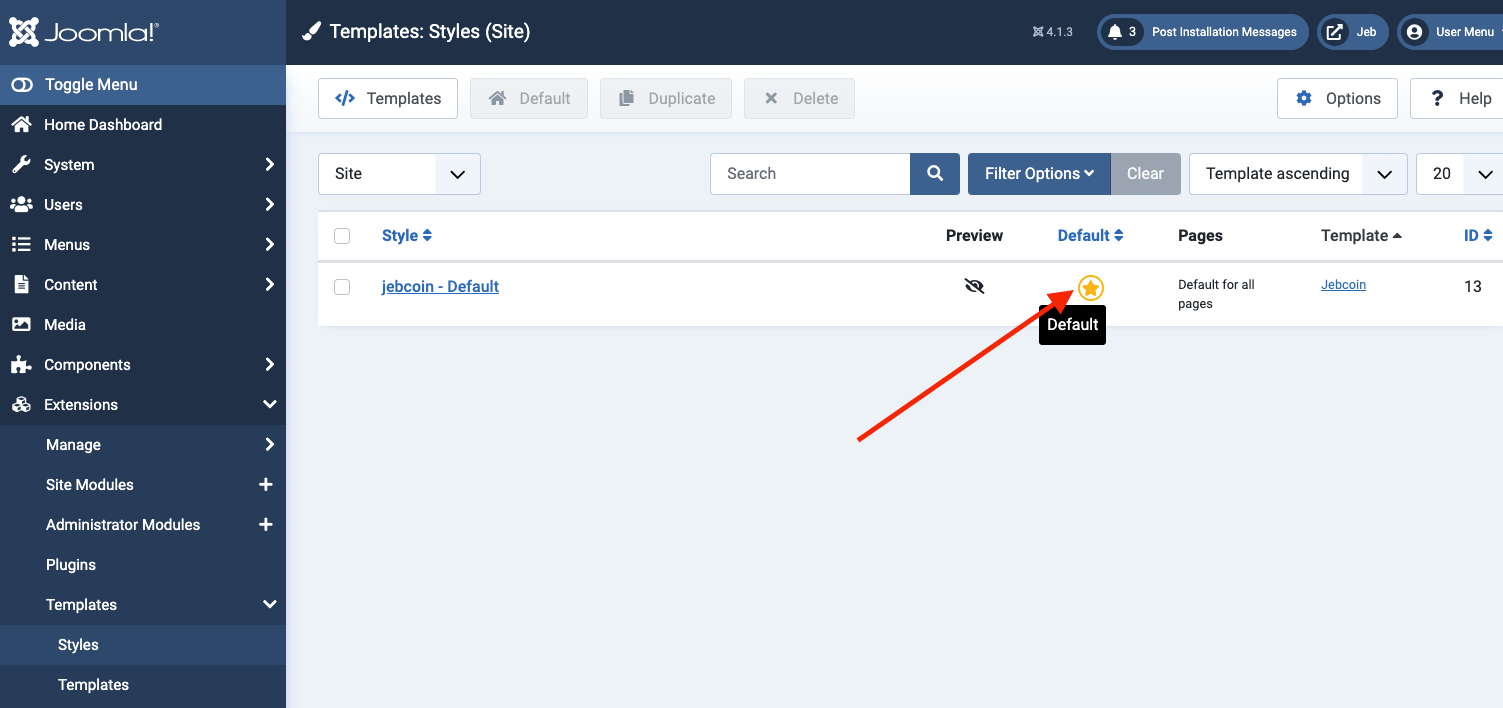 Joomla!®
Templates: Styles (Site)
4.1.3
3
Post Installation Messages
Jeb
User Menu
Toggle Menu
Home Dashboard
System
Users
Menus
Content
Media
Components
Extensions
Manage
Site Modules
Administrator Modules
Plugins
Templates
Styles
Templates
Templates
Default
Duplicate
Delete
Options
? Help
Site
Search
Filter Options
Clear
Template ascending
20
Style
Preview
Default
Pages
Template
ID
jebcoin - Default
Default for all
pages
Jebcoin
13
Default